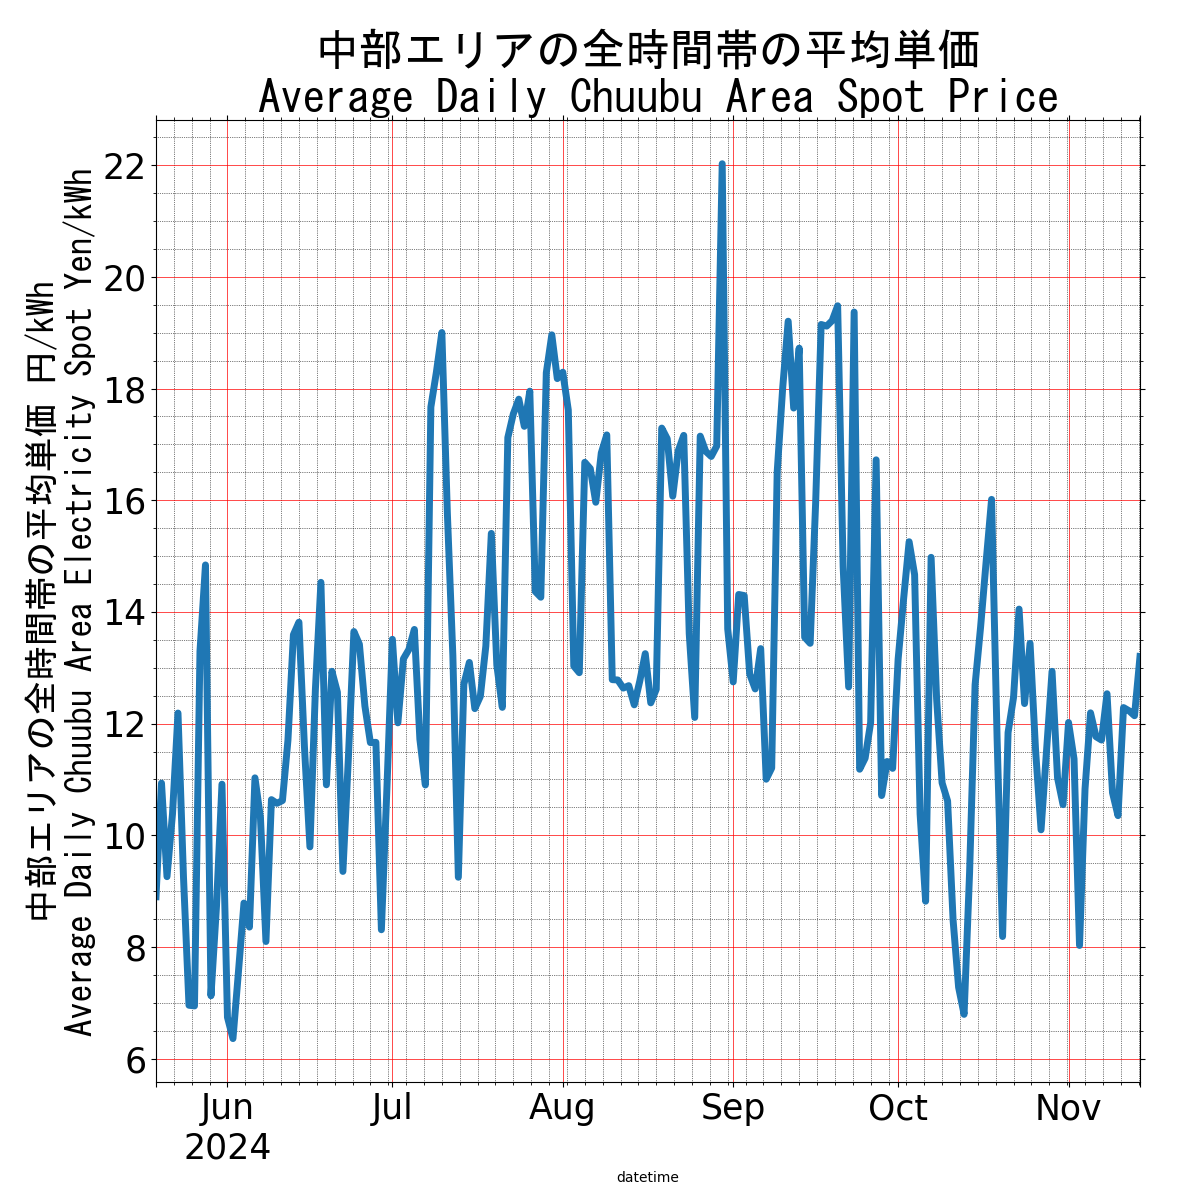 中部エリアの全時間帯の平均単価
Average Daily Chuubu Area Spot Price
中部エリアの全時間帯の平均単価 円/kWh
Average Daily Chuubu Area Electricity Spot Yen/kWh
22
20
18
16
14
12
10
8
6
Jun Jul Aug Sep Oct Nov
2024
datetime